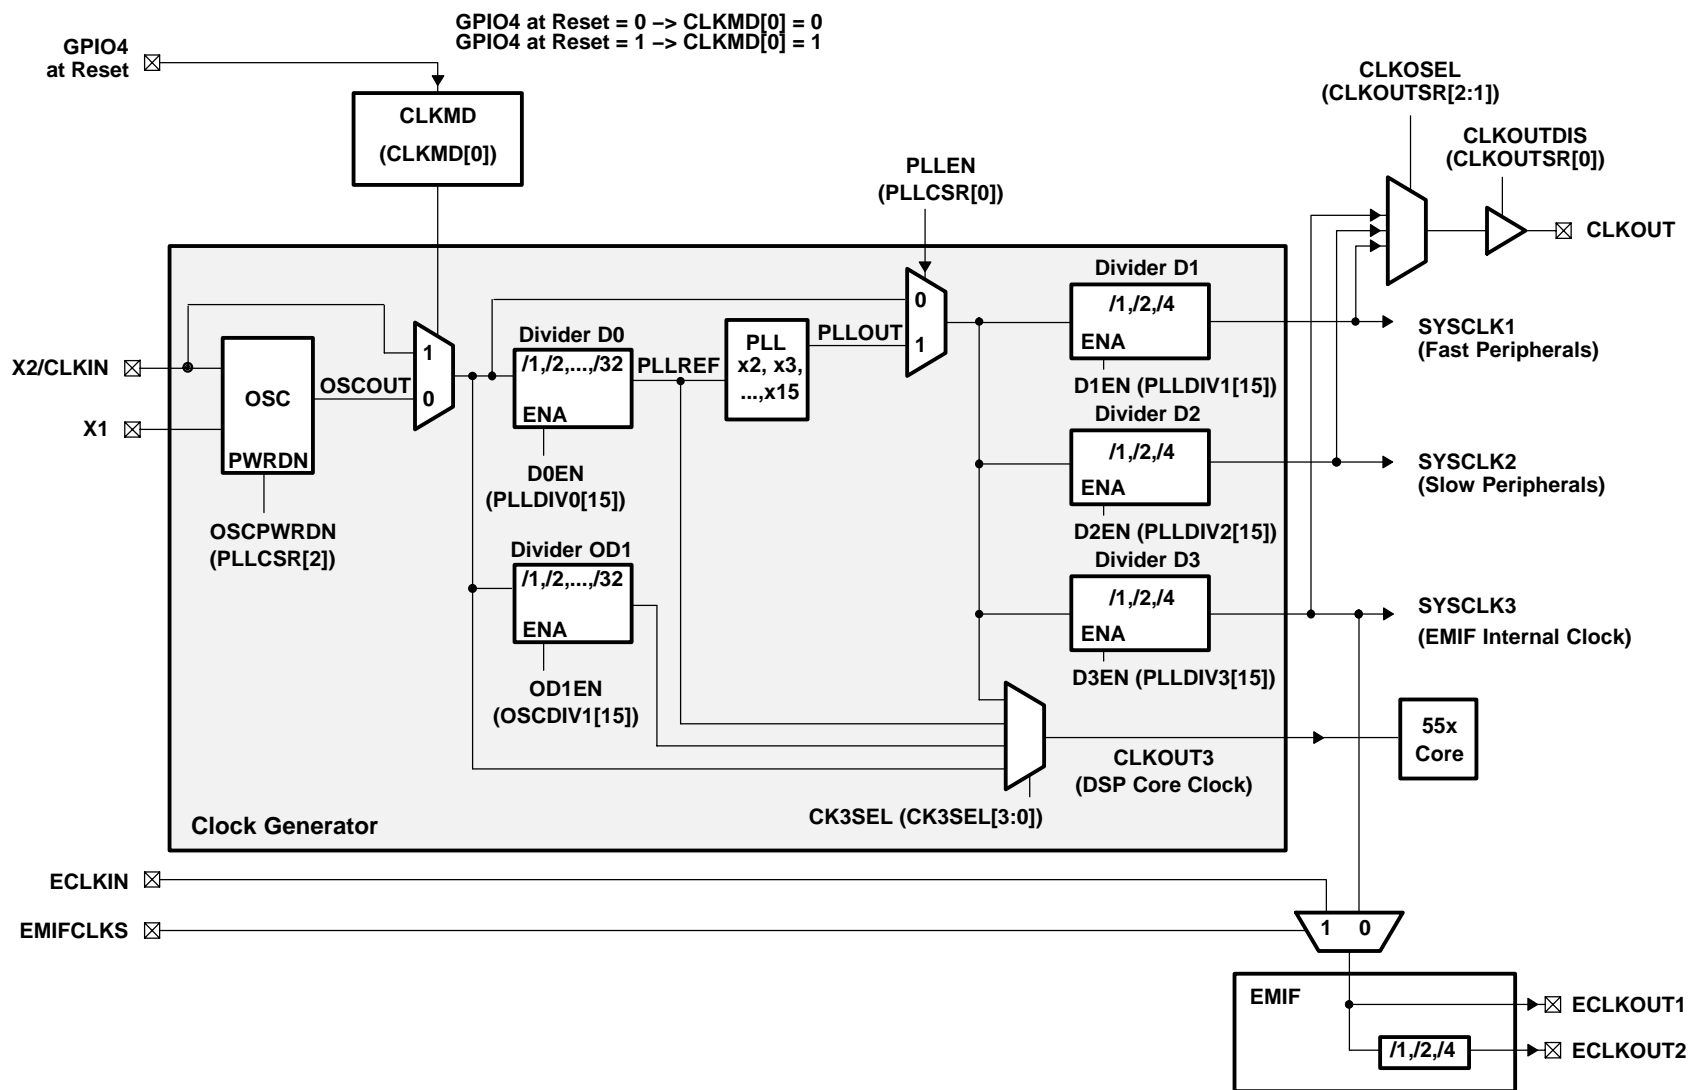 GPIO4 at Reset = 0 –> CLKMD[0] = 0
GPIO4 at Reset = 1 –> CLKMD[0] = 1
GPIO4
at Reset
CLKMD
(CLKMD[0])
CLKOSEL
(CLKOUTSR[2:1])
CLKOUTDIS
(CLKOUTSR[0])
PLLEN
(PLLCSR[0])
CLKOUT
X2/CLKIN
X1
OSC
PWRDN
OSCOUT
OSCPWRDN
(PLLCSR[2])
1
0
Divider D0
/1,/2,...,/32
ENA
D0EN
(PLLDIV0[15])
PLLREF
PLL
x2, x3,
...,x15
PLLOUT
0
1
Divider D1
/1,/2,/4
ENA
D1EN (PLLDIV1[15])
SYSCLK1
(Fast Peripherals)
Divider D2
/1,/2,/4
ENA
D2EN (PLLDIV2[15])
SYSCLK2
(Slow Peripherals)
Divider OD1
/1,/2,...,/32
ENA
OD1EN
(OSCDIV1[15])
Divider D3
/1,/2,/4
ENA
D3EN (PLLDIV3[15])
SYSCLK3
(EMIF Internal Clock)
55x
Core
CLKOUT3
(DSP Core Clock)
CK3SEL (CK3SEL[3:0])
Clock Generator
ECLKIN
EMIFCLKS
1 0
EMIF
/1,/2,/4
ECLKOUT1
ECLKOUT2